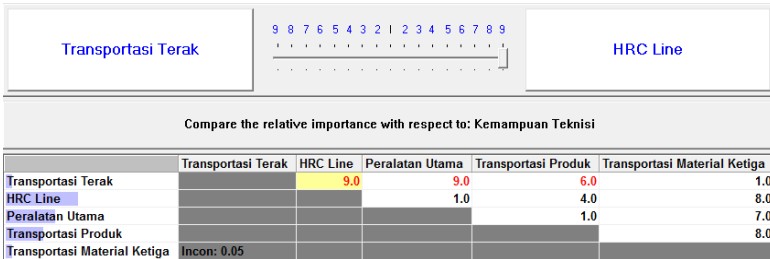 Transportasi Terak
9 8 7 6 5 4 3 2 1 2 3 4 5 6 7 8 9
HRC Line
Compare the relative importance with respect to: Kemampuan Teknisi
Transportasi Terak HRC Line Peralatan Utama Transportasi Produk Transportasi Material Ketiga
Transportasi Terak 9.0 9.0 6.0 1.0
HRC Line 1.0 4.0 8.0
Peralatan Utama 1.0 7.0
Transportasi Produk 8.0
Transportasi Material Ketiga Incon: 0.05